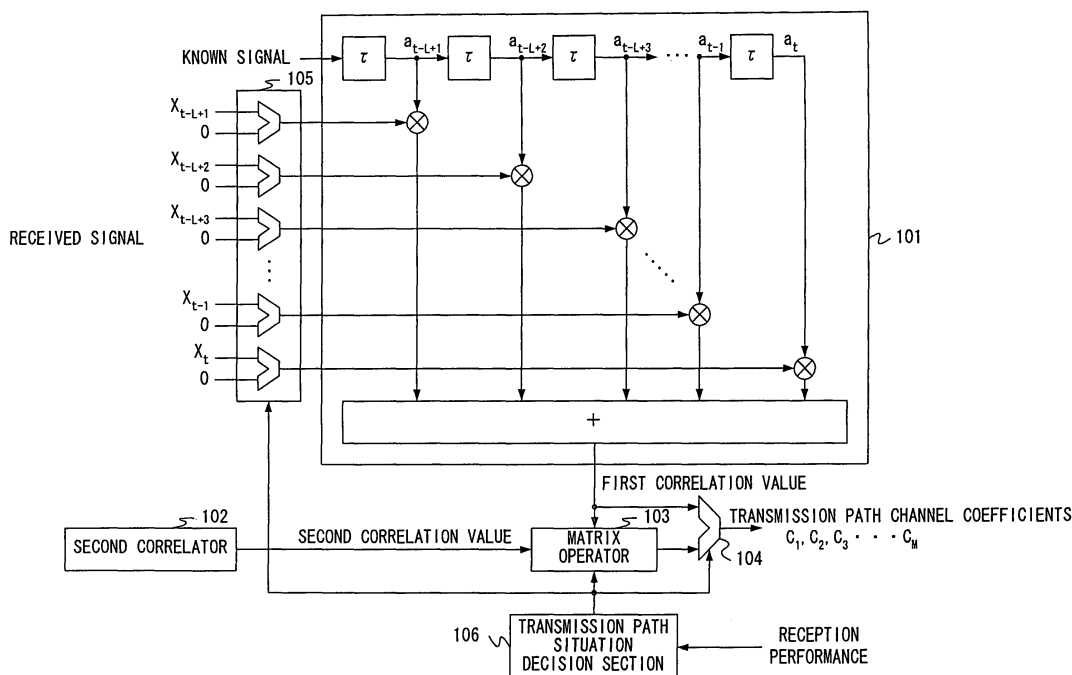 KNOWN SIGNAL
τ a_{t-L+1} τ a_{t-L+2} τ a_{t-L+3} ··· a_{t-1} τ a_t
105
X_{t-L+1}
0
X_{t-L+2}
0
X_{t-L+3}
0
RECEIVED SIGNAL
101
X_{t-1}
0
X_t
0
+
FIRST CORRELATION VALUE
102
SECOND CORRELATOR
SECOND CORRELATION VALUE
103
MATRIX
OPERATOR
104
TRANSMISSION PATH CHANNEL COEFFICIENTS
C_1, C_2, C_3 ··· C_M
106
TRANSMISSION PATH
SITUATION
DECISION SECTION
RECEPTION
PERFORMANCE